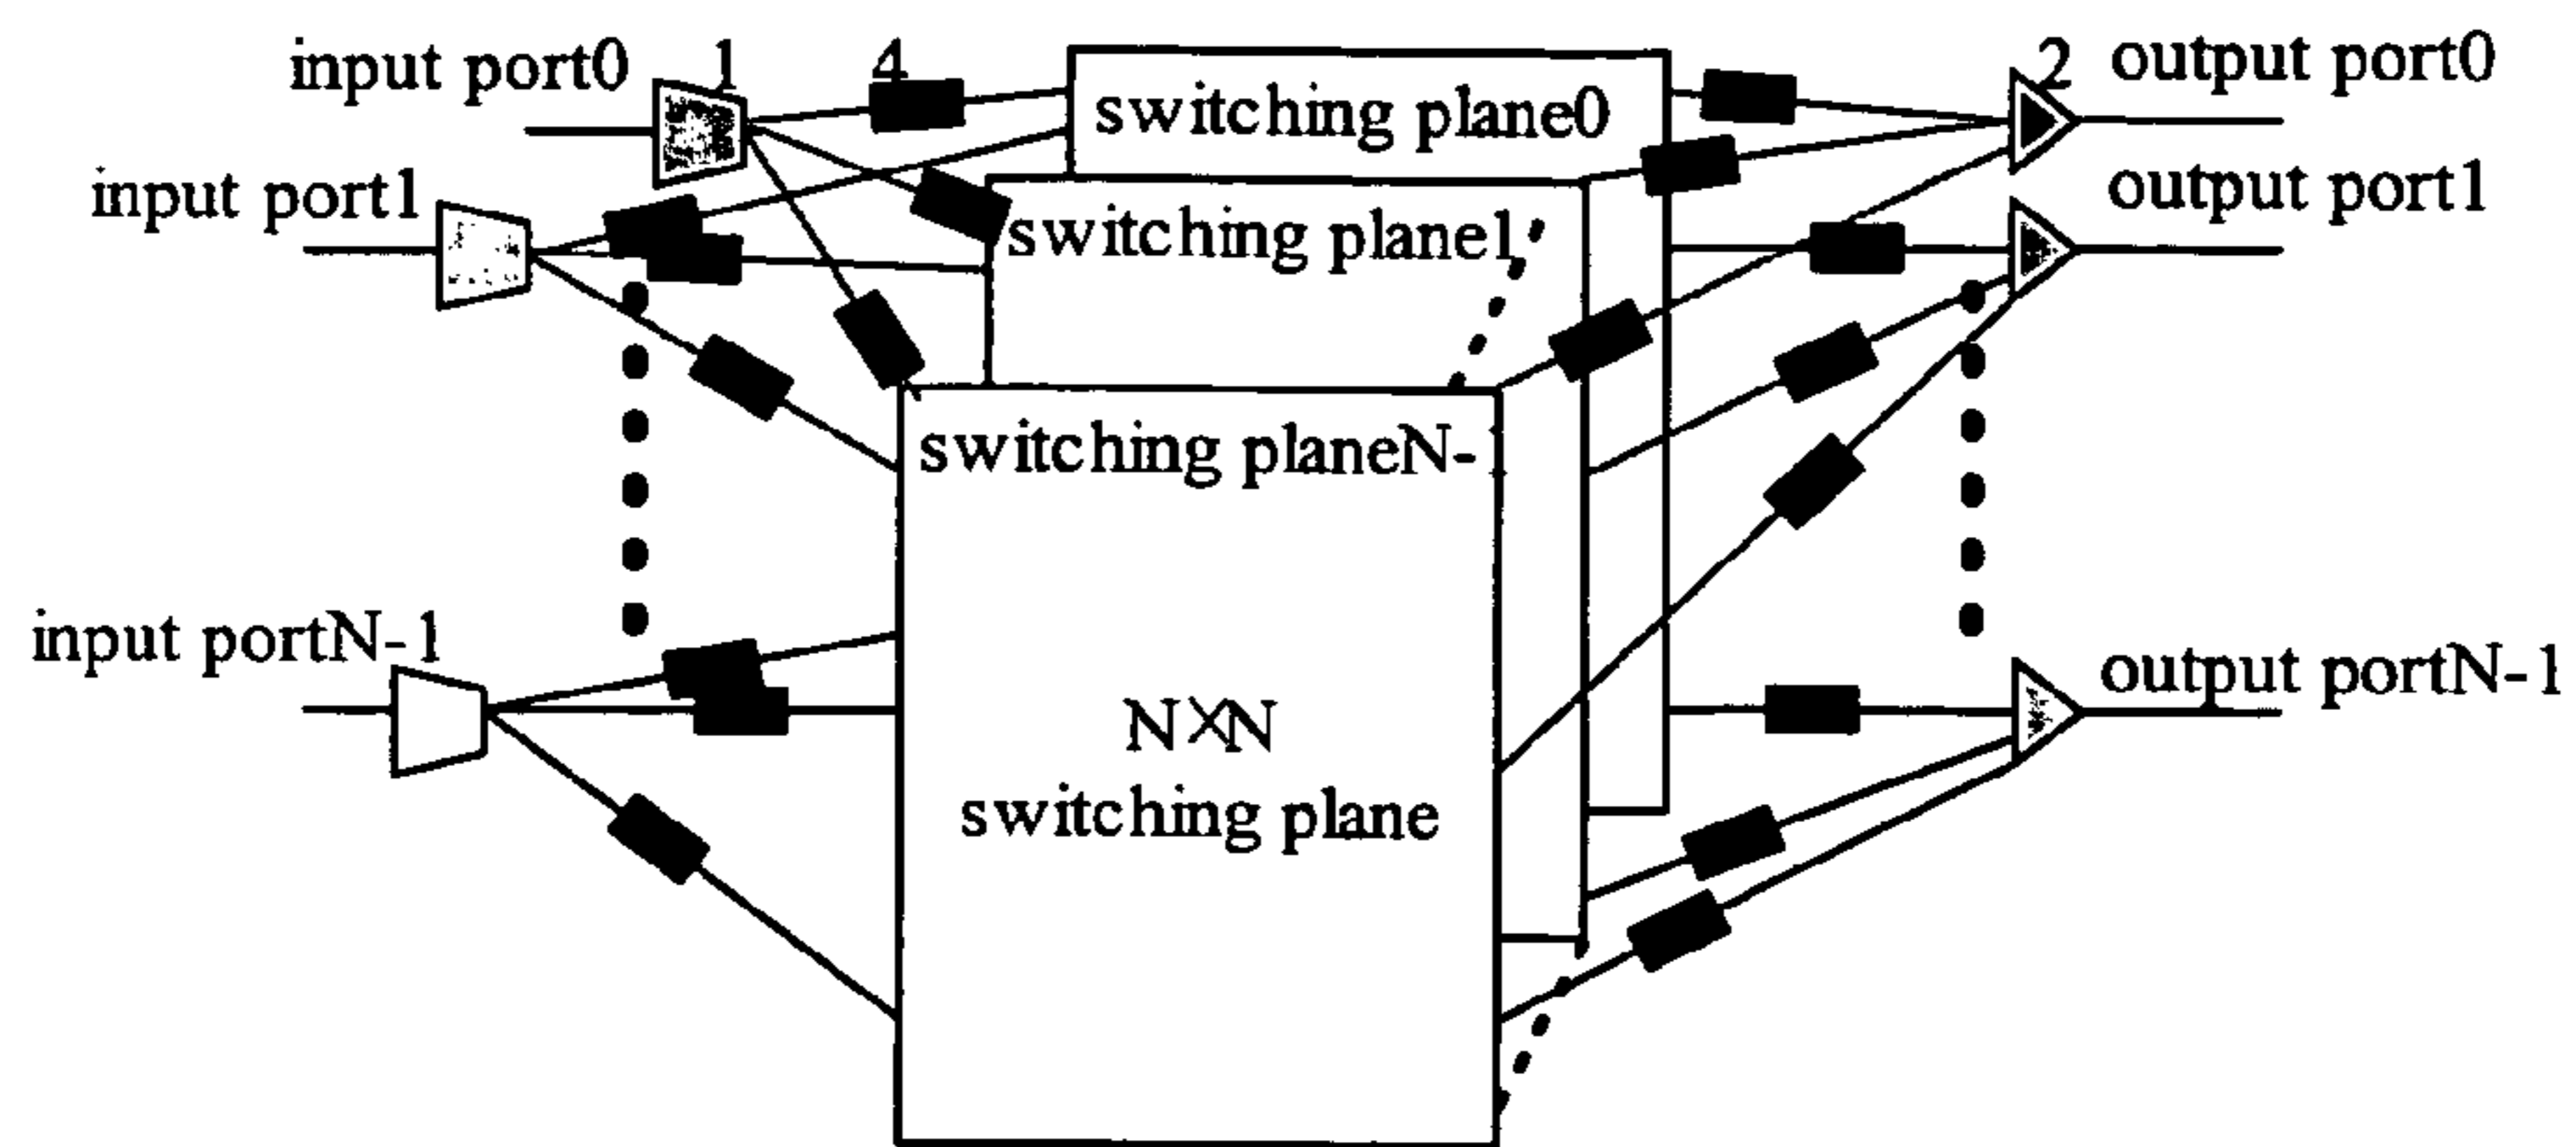 input port0
1
4
switching plane0
2
output port0
input port1
switching plane1
output port1
switching planeN-
input portN-1
output portN-1
N×N
switching plane